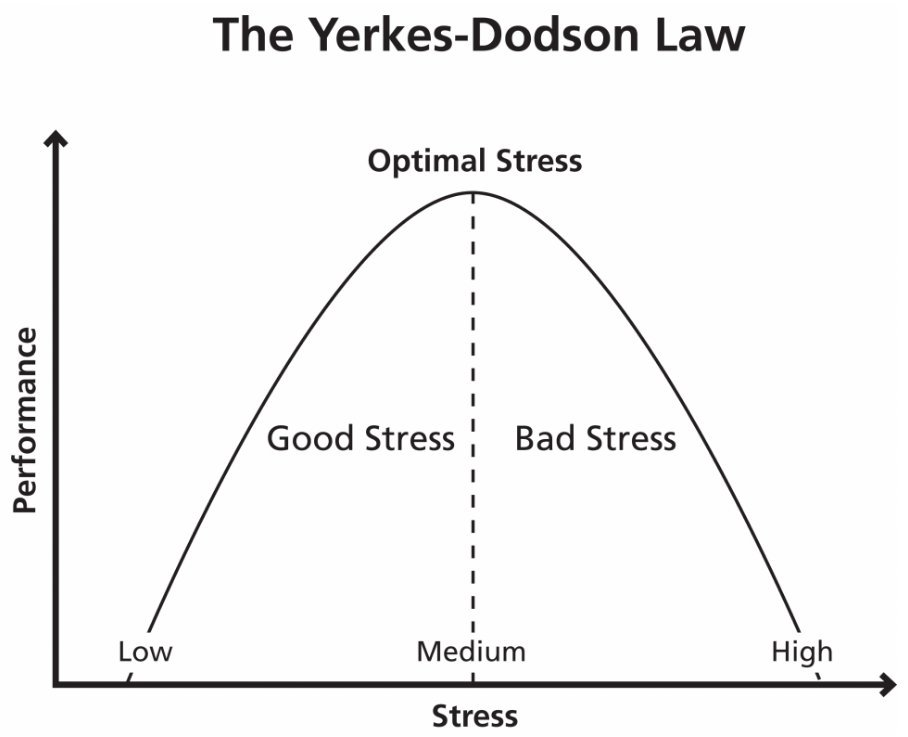 The Yerkes-Dodson Law
Optimal Stress
Performance
Good Stress
Bad Stress
Low
Medium
High
Stress